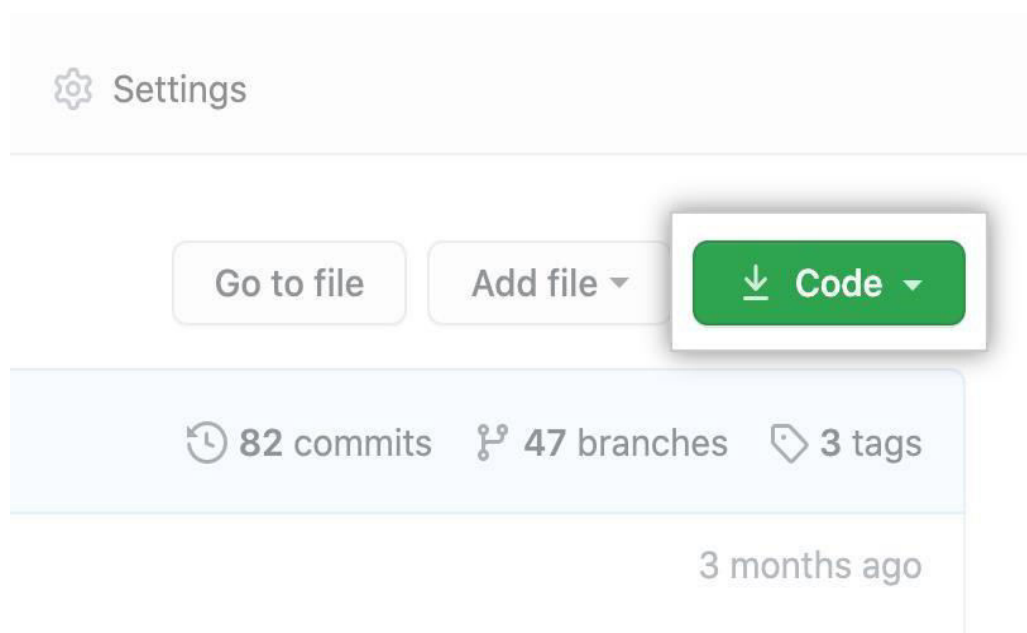 Settings
Go to file Add file Code
82 commits 47 branches 3 tags
3 months ago